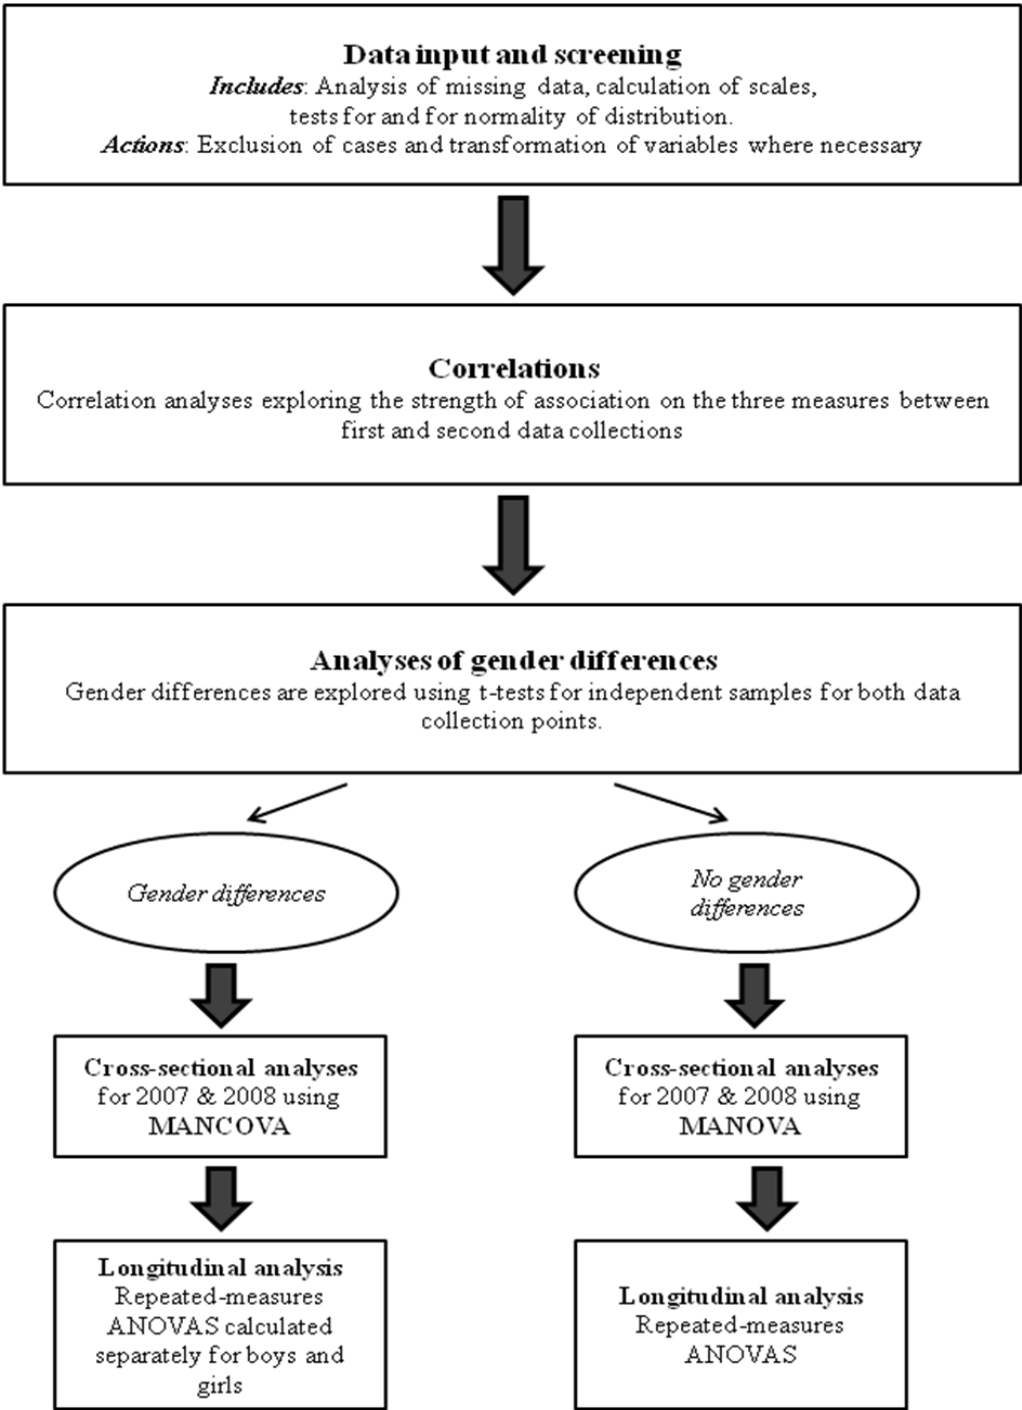 Data input and screening
Includes: Analysis of missing data, calculation of scales,
tests for and for normality of distribution.
Actions: Exclusion of cases and transformation of variables where necessary
Correlations
Correlation analyses exploring the strength of association on the three measures between
first and second data collections
Analyses of gender differences
Gender differences are explored using t-tests for independent samples for both data
collection points.
Gender differences
No gender
differences
Cross-sectional analyses
for 2007 & 2008 using
MANCOVA
Cross-sectional analyses
for 2007 & 2008 using
MANOVA
Longitudinal analysis
Repeated-measures
ANOVAS calculated
separately for boys and
girls
Longitudinal analysis
Repeated-measures
ANOVAS